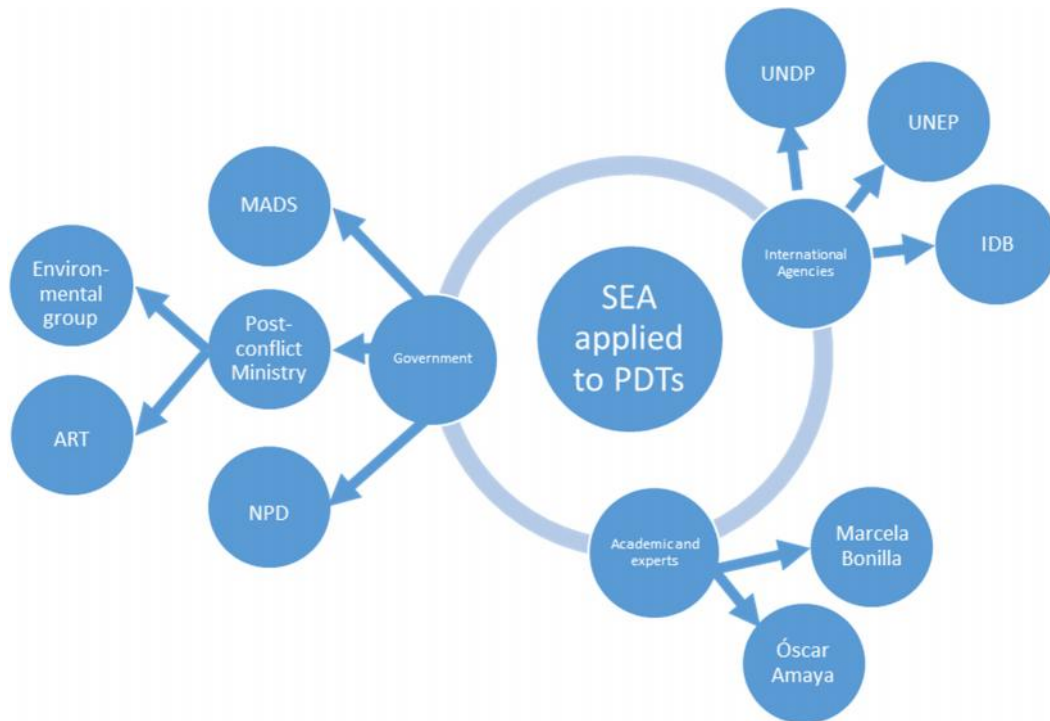 UNDP
UNEP
MADS
IDB
International
Agencies
Environ-
mental
group
SEA
applied
to PDTs
Post-
conflict
Ministry
Government
ART
NPD
Academic and
experts
Marcela
Bonilla
Óscar
Amaya